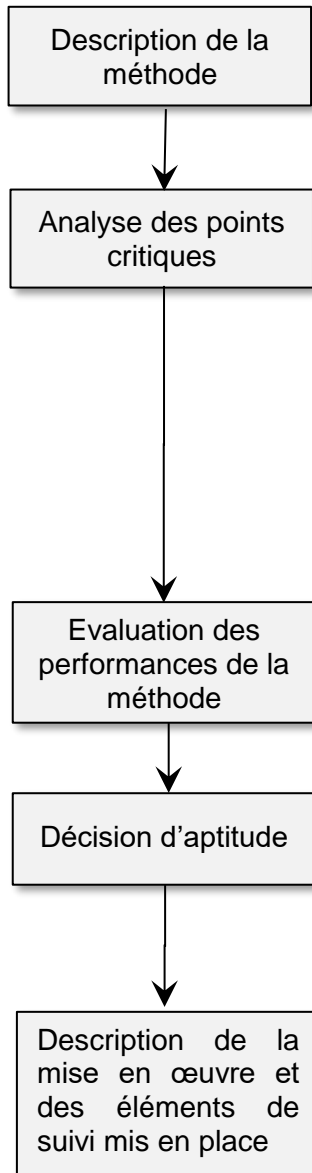 Description de la
méthode
Analyse des points
critiques
Evaluation des
performances de la
méthode
Décision d’aptitude
Description de la
mise en œuvre et
des éléments de
suivi mis en place